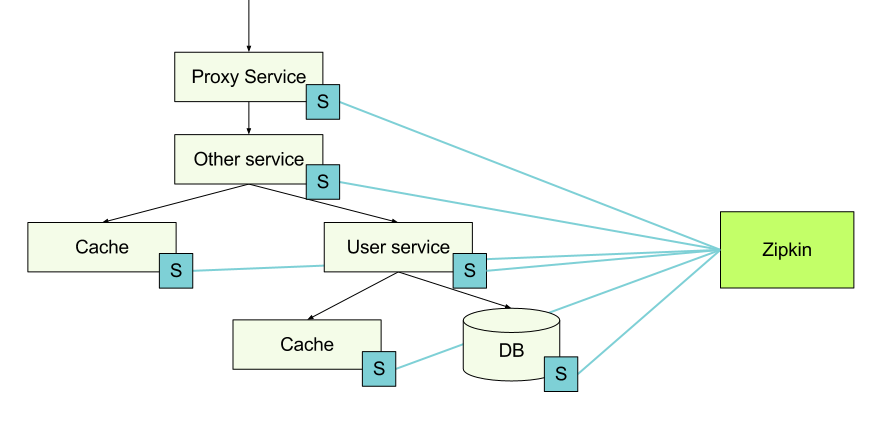 Proxy Service
S
Other service
S
Cache
S
User service
S
Zipkin
Cache
S
DB
S